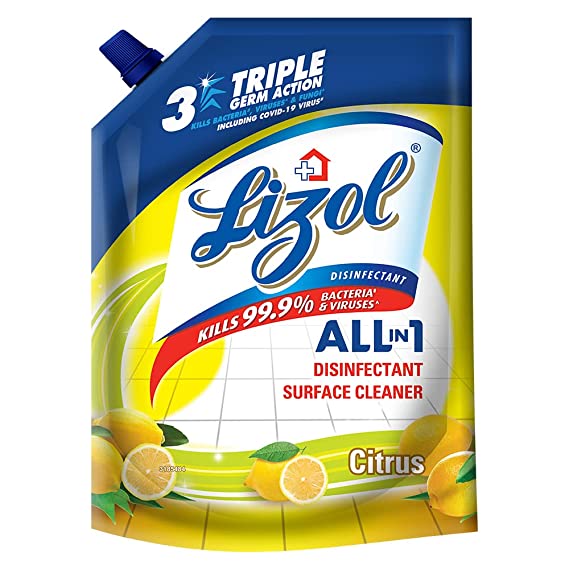 3 TRIPLE
GERM ACTION
KILLS BACTERIA#, VIRUSES^ & FUNGI*
INCLUDING COVID-19 VIRUS
Lizol®
DISINFECTANT
KILLS 99.9% BACTERIA
& VIRUSES^
ALL IN 1
DISINFECTANT
SURFACE CLEANER
Citrus
3185484